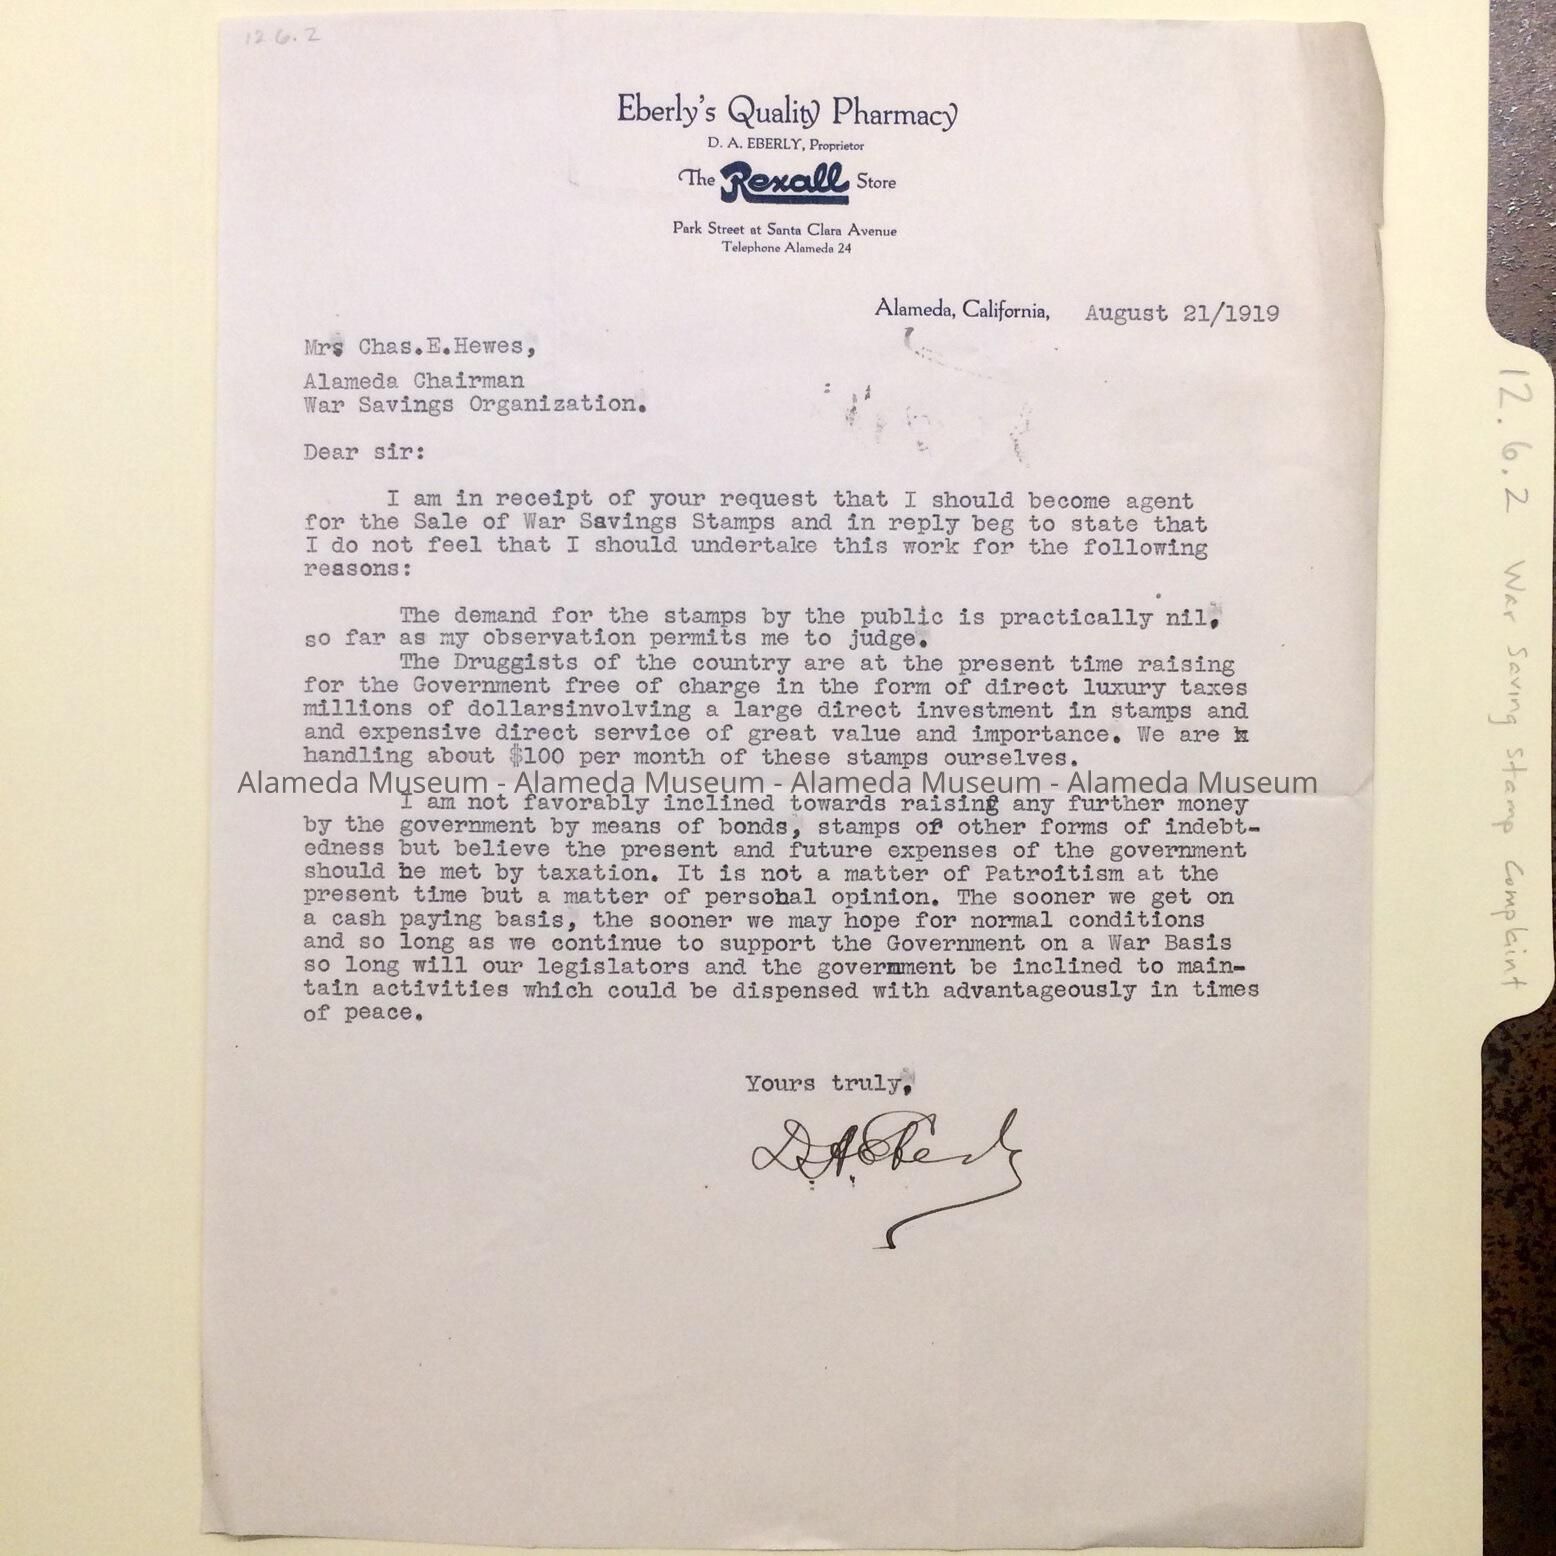 12.6.2
Eberly's Quality Pharmacy
D. A. EBERLY, Proprietor
The Rexall Store
Park Street at Santa Clara Avenue
Telephone Alameda 24
Alameda, California, August 21/1919
Mrs Chas.E.Hewes,
Alameda Chairman
War Savings Organization.
Dear sir:
I am in receipt of your request that I should become agent
for the Sale of War Savings Stamps and in reply beg to state that
I do not feel that I should undertake this work for the following
reasons:
The demand for the stamps by the public is practically nil,
so far as my observation permits me to judge.
The Druggists of the country are at the present time raising
for the Government free of charge in the form of direct luxury taxes
millions of dollarsinvolving a large direct investment in stamps and
and expensive direct service of great value and importance. We are
handling about $100 per month of these stamps ourselves.
Alameda Museum - Alameda Museum - Alameda Museum - Alameda Museum
I am not favorably inclined towards raising any further money
by the government by means of bonds, stamps or other forms of indebt-
edness but believe the present and future expenses of the government
should be met by taxation. It is not a matter of Patroitism at the
present time but a matter of personal opinion. The sooner we get on
a cash paying basis, the sooner we may hope for normal conditions
and so long as we continue to support the Government on a War Basis
so long will our legislators and the government be inclined to main-
tain activities which could be dispensed with advantageously in times
of peace.
Yours truly,
D.A. Eberly
12.6.2 War Saving Stamp Complaint